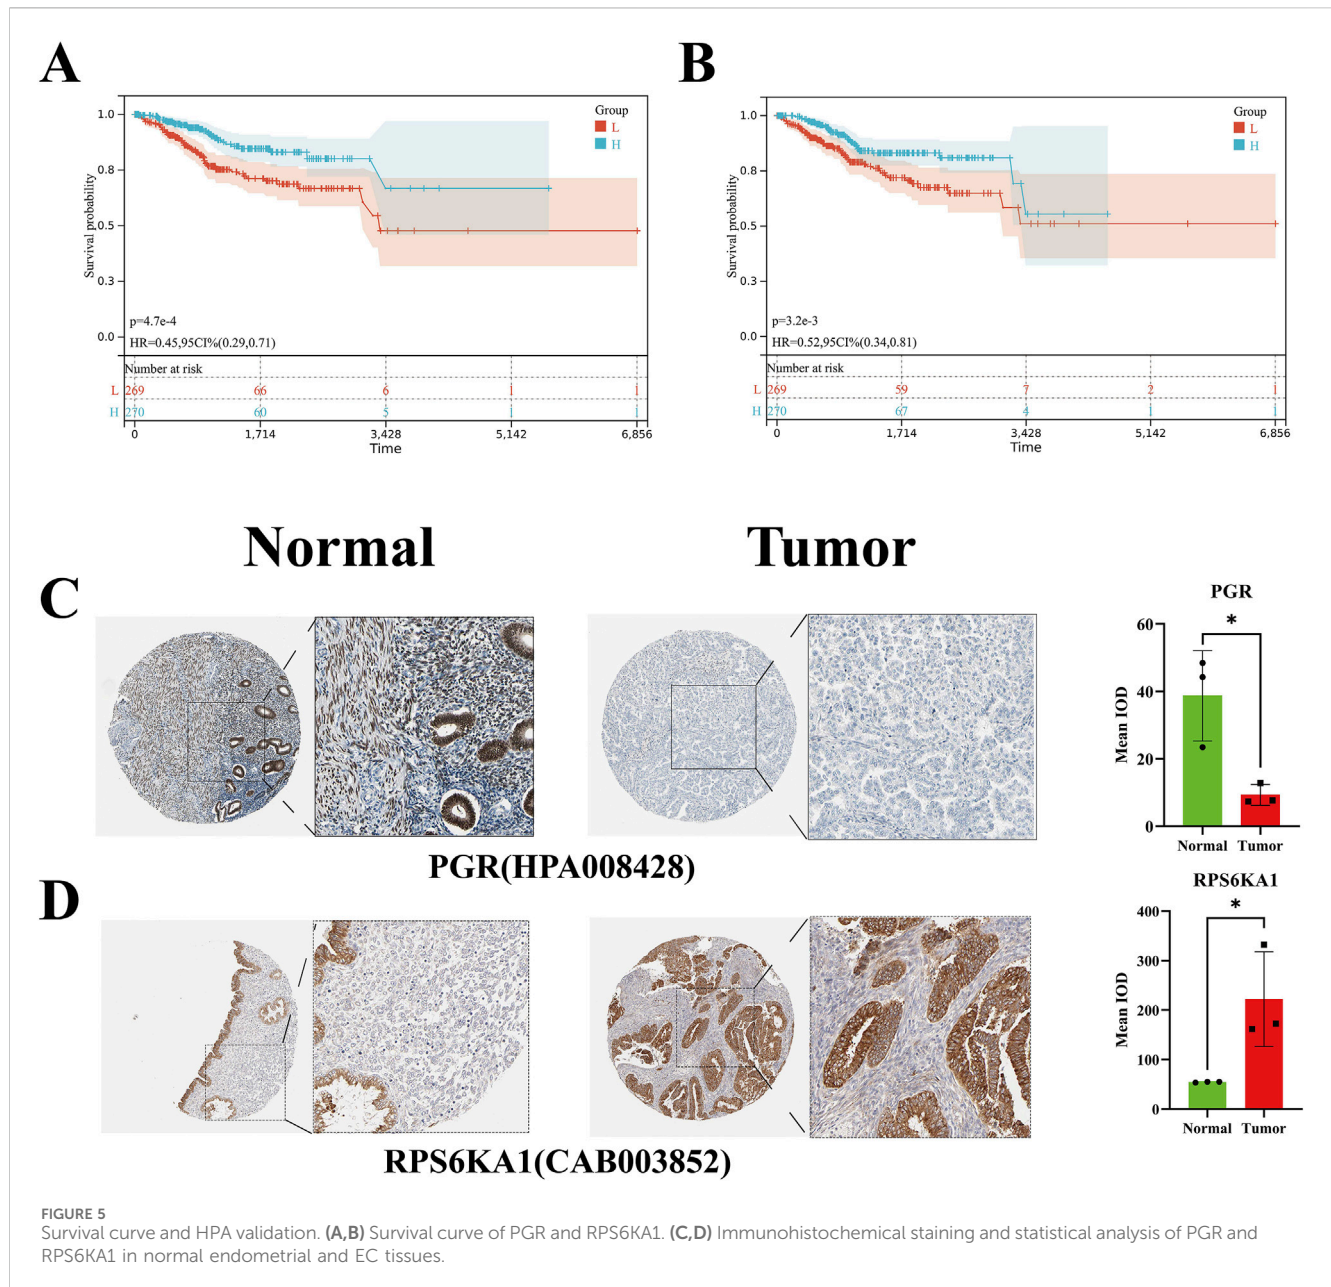 A
B
Survival probability
1.0
0.8
0.5
0.3
0.0
Group
L
H
p=4.7e-4
HR=0.45,95CI%(0.29,0.71)
Number at risk
L 269 66 6 1 1
H 270 60 5 1 1
0 1,714 3,428 5,142 6,856
Time
Survival probability
1.0
0.8
0.5
0.3
0.0
Group
L
H
p=3.2e-3
HR=0.52,95CI%(0.34,0.81)
Number at risk
L 269 59 7 2 1
H 270 67 4 1 1
0 1,714 3,428 5,142 6,856
Time
Normal
Tumor
C
PGR(HPA008428)
PGR
*
Mean IOD
60
40
20
0
Normal Tumor
D
RPS6KA1(CAB003852)
RPS6KA1
*
Mean IOD
400
300
200
100
0
Normal Tumor
FIGURE 5
Survival curve and HPA validation. (A,B) Survival curve of PGR and RPS6KA1. (C,D) Immunohistochemical staining and statistical analysis of PGR and
RPS6KA1 in normal endometrial and EC tissues.